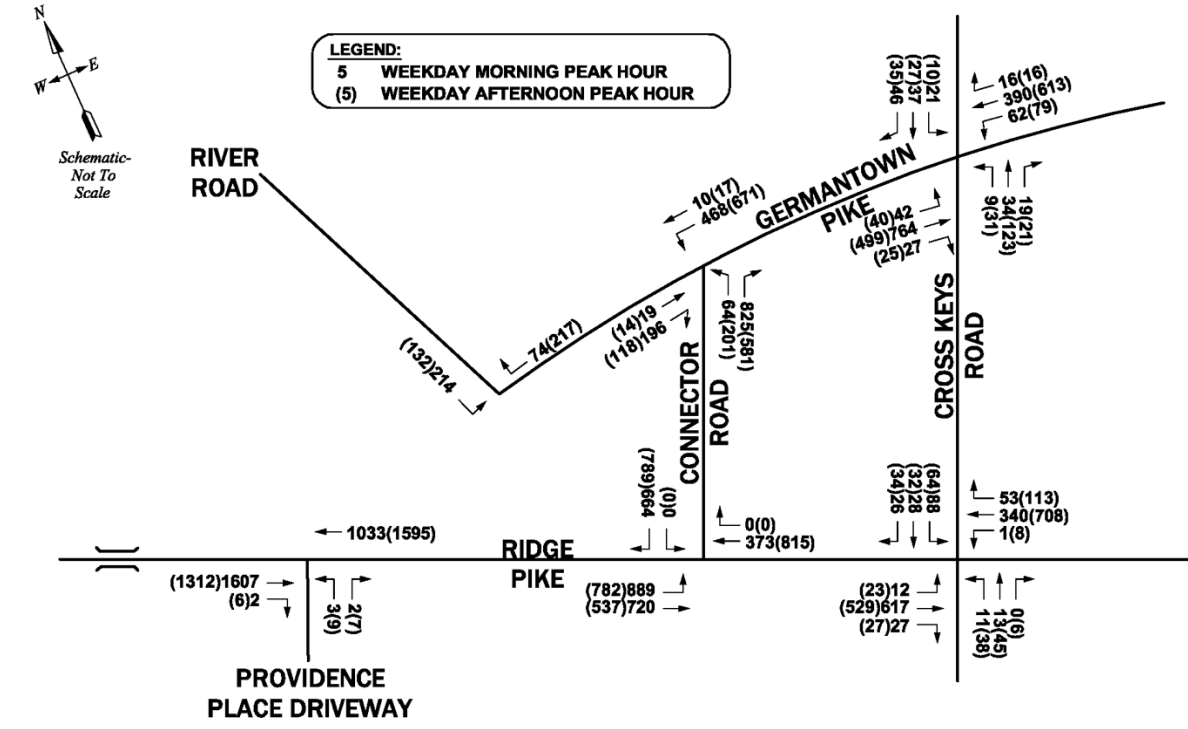 N
W E
Schematic-
Not To
Scale
LEGEND:
5 WEEKDAY MORNING PEAK HOUR
(5) WEEKDAY AFTERNOON PEAK HOUR
RIVER
ROAD
(35)46
(27)37
(10)21
16(16)
390(613)
62(79)
10(17)
468(671)
GERMANTOWN
PIKE
(40)42
(499)764
(25)27
9(31)
34(123)
19(21)
(132)214
74(217)
(14)19
(118)196
64(201)
825(581)
CONNECTOR
ROAD
CROSS KEYS
ROAD
(789)664
(0)0
0(0)
373(815)
(34)26
(32)28
(64)88
53(113)
340(708)
1(8)
1033(1595)
RIDGE
PIKE
(1312)1607
(6)2
3(9)
2(7)
(782)889
(537)720
(23)12
(529)617
(27)27
11(38)
13(45)
0(6)
PROVIDENCE
PLACE DRIVEWAY